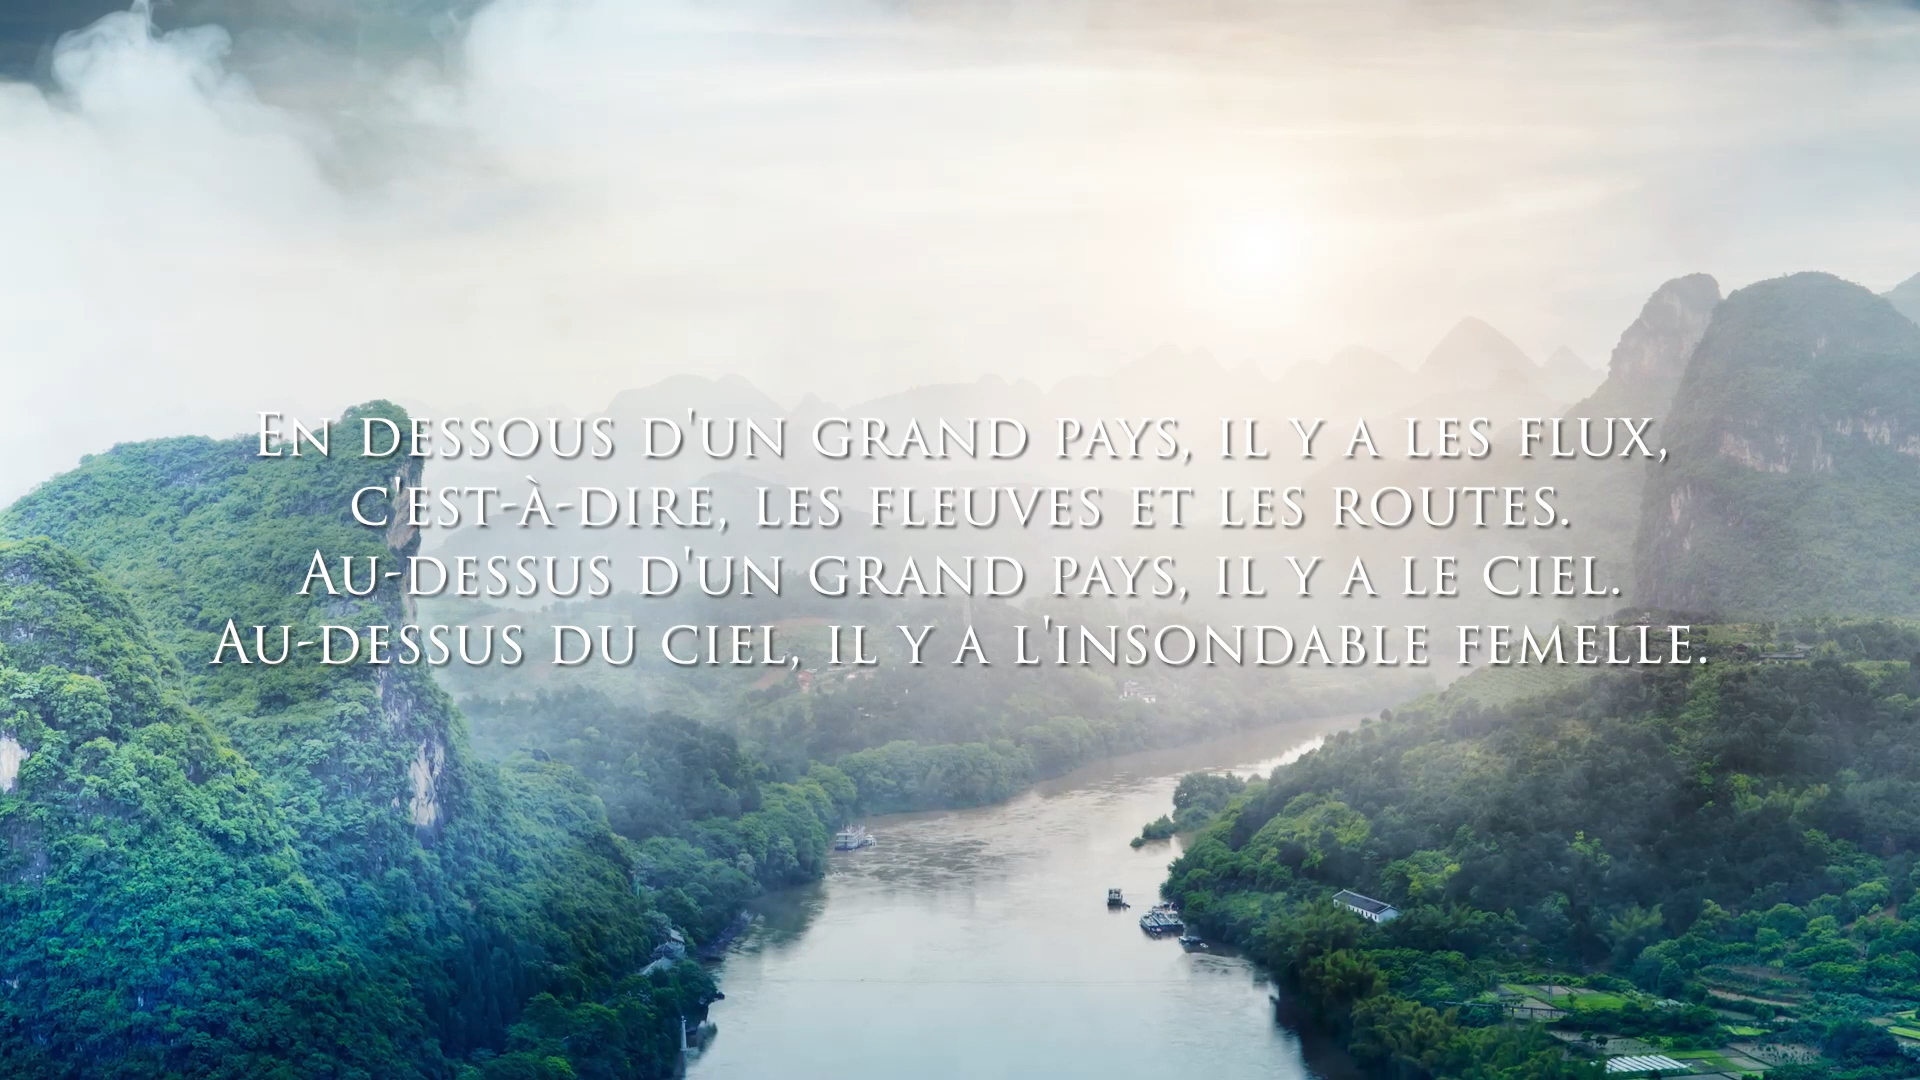 En dessous d'un grand pays, il y a les flux,
c'est-à-dire, les fleuves et les routes.
Au-dessus d'un grand pays, il y a le ciel.
Au-dessus du ciel, il y a l'insondable femelle.